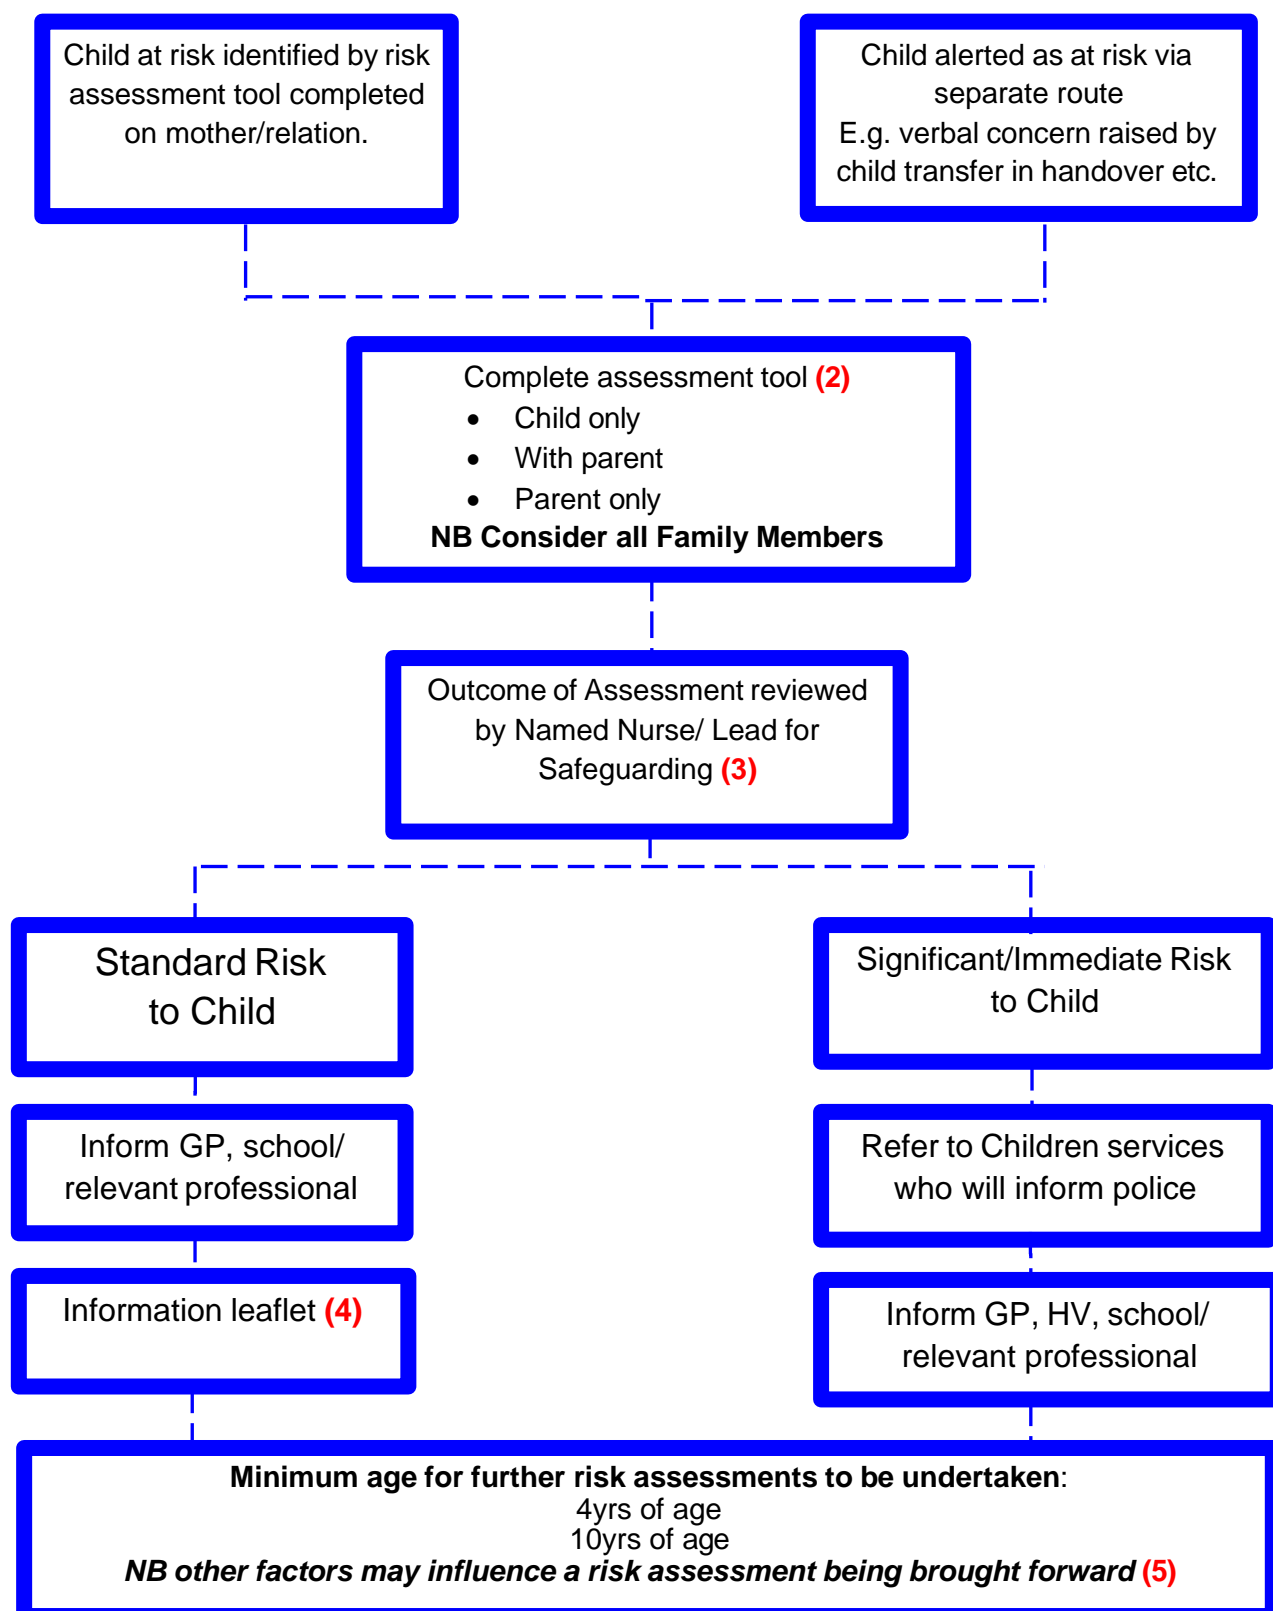 Child at risk identified by risk
assessment tool completed
on mother/relation.
Child alerted as at risk via
separate route
E.g. verbal concern raised by
child transfer in handover etc.
Complete assessment tool (2)
• Child only
• With parent
• Parent only
NB Consider all Family Members
Outcome of Assessment reviewed
by Named Nurse/ Lead for
Safeguarding (3)
Standard Risk
to Child
Significant/Immediate Risk
to Child
Inform GP, school/
relevant professional
Refer to Children services
who will inform police
Information leaflet (4)
Inform GP, HV, school/
relevant professional
Minimum age for further risk assessments to be undertaken:
4yrs of age
10yrs of age
NB other factors may influence a risk assessment being brought forward (5)